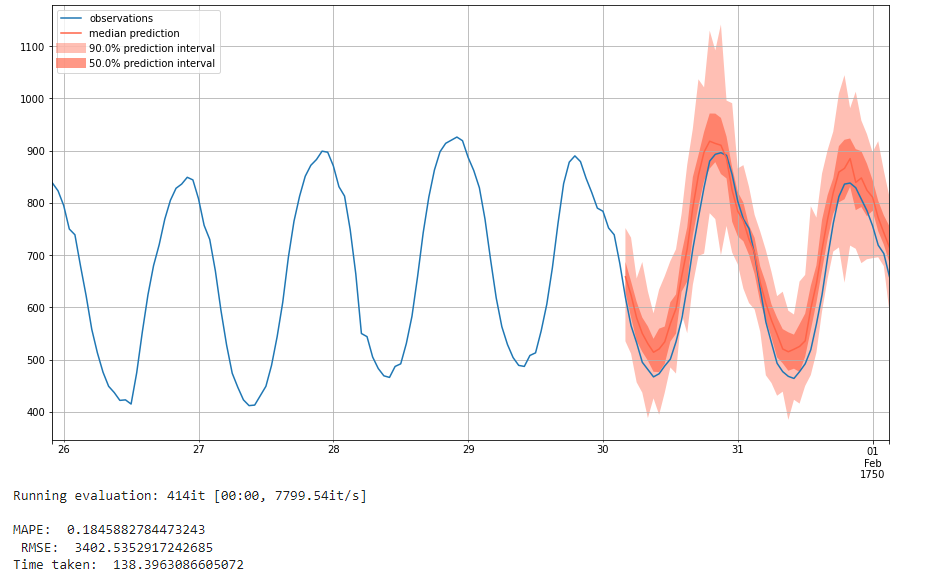 observations
median prediction
90.0% prediction interval
50.0% prediction interval
1100
1000
900
800
700
600
500
400
26 27 28 29 30 31 01
Feb
1750
Running evaluation: 414it [00:00, 7799.54it/s]
MAPE: 0.1845882784473243
RMSE: 3402.5352917242685
Time taken: 138.3963086605072